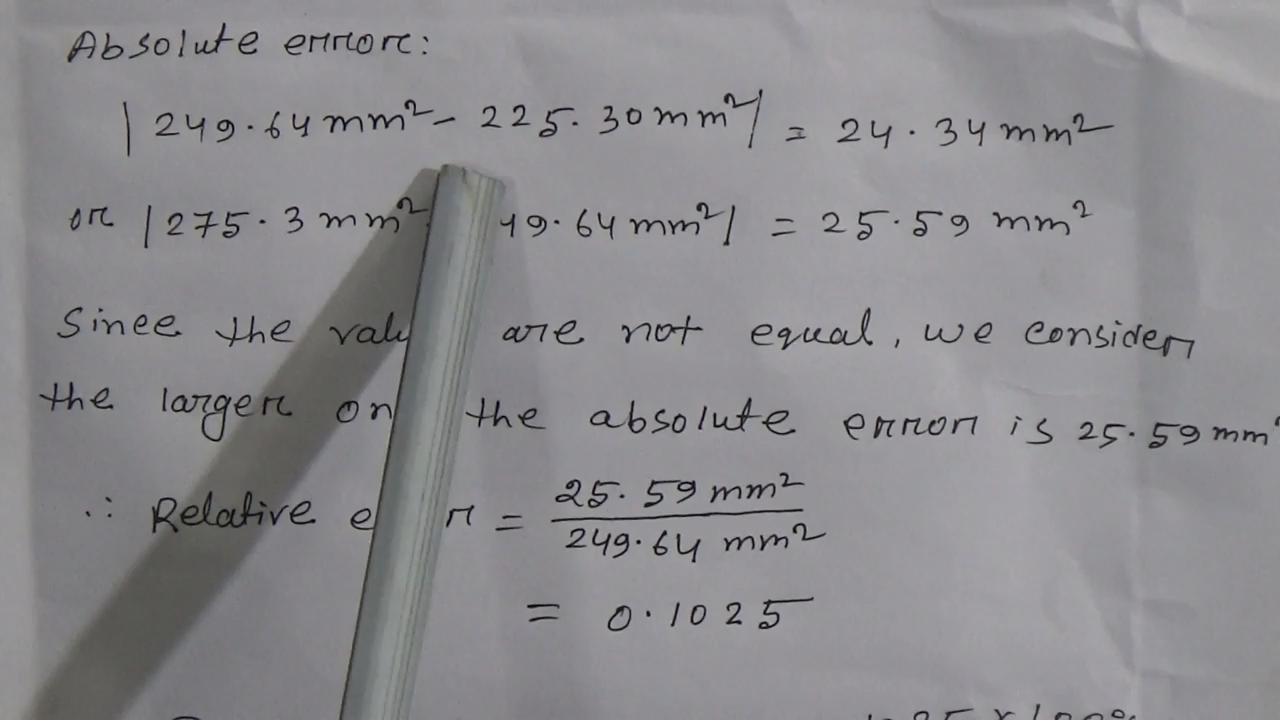 Absolute error:
|249.64 mm² - 225.30 mm²| = 24.34 mm²
or |275.3 mm² 49.64 mm²| = 25.59 mm²
Since the are not equal, we consider
the larger the absolute error is 25.59 mm
∴ Relative = 25.59 mm² / 249.64 mm²
= 0.1025